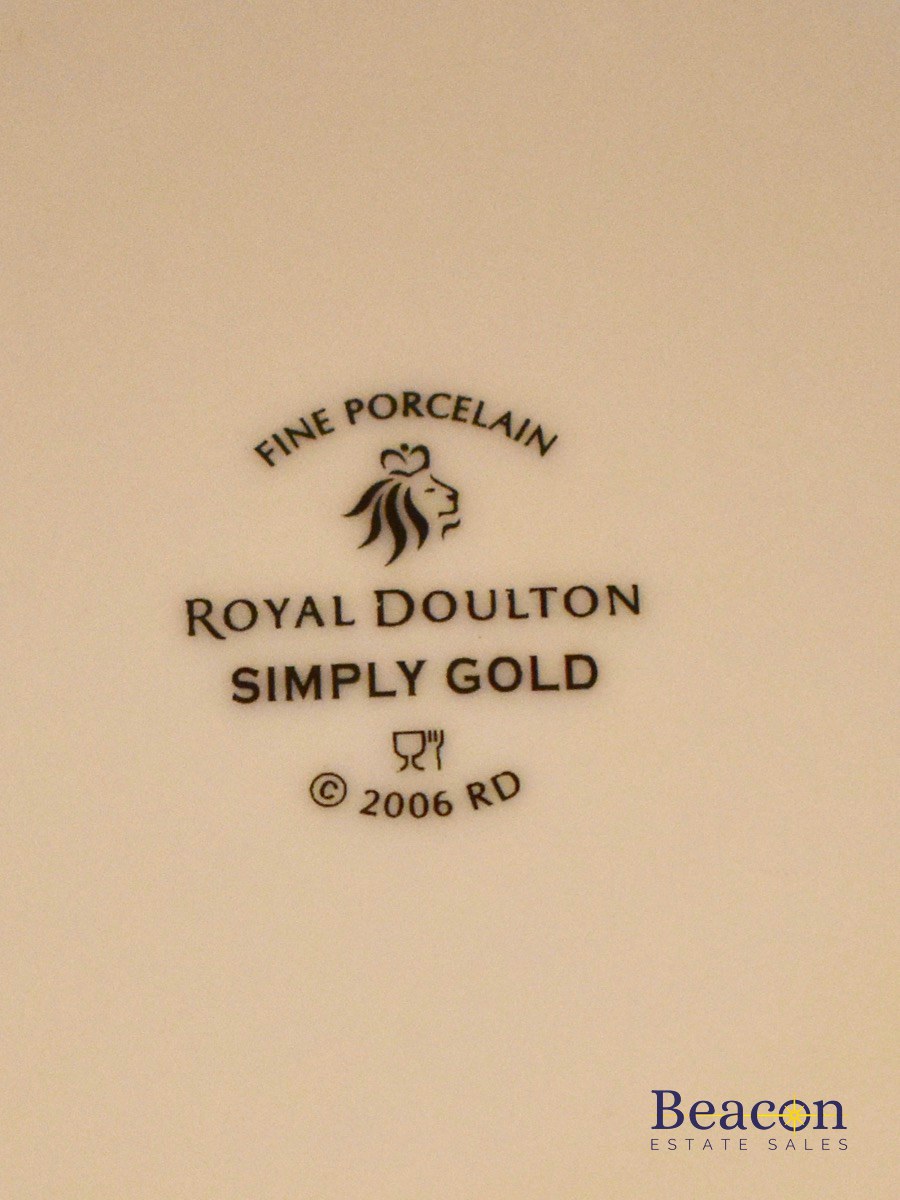 FINE PORCELAIN
ROYAL DOULTON
SIMPLY GOLD
© 2006 RD
Beacon
ESTATE SALES